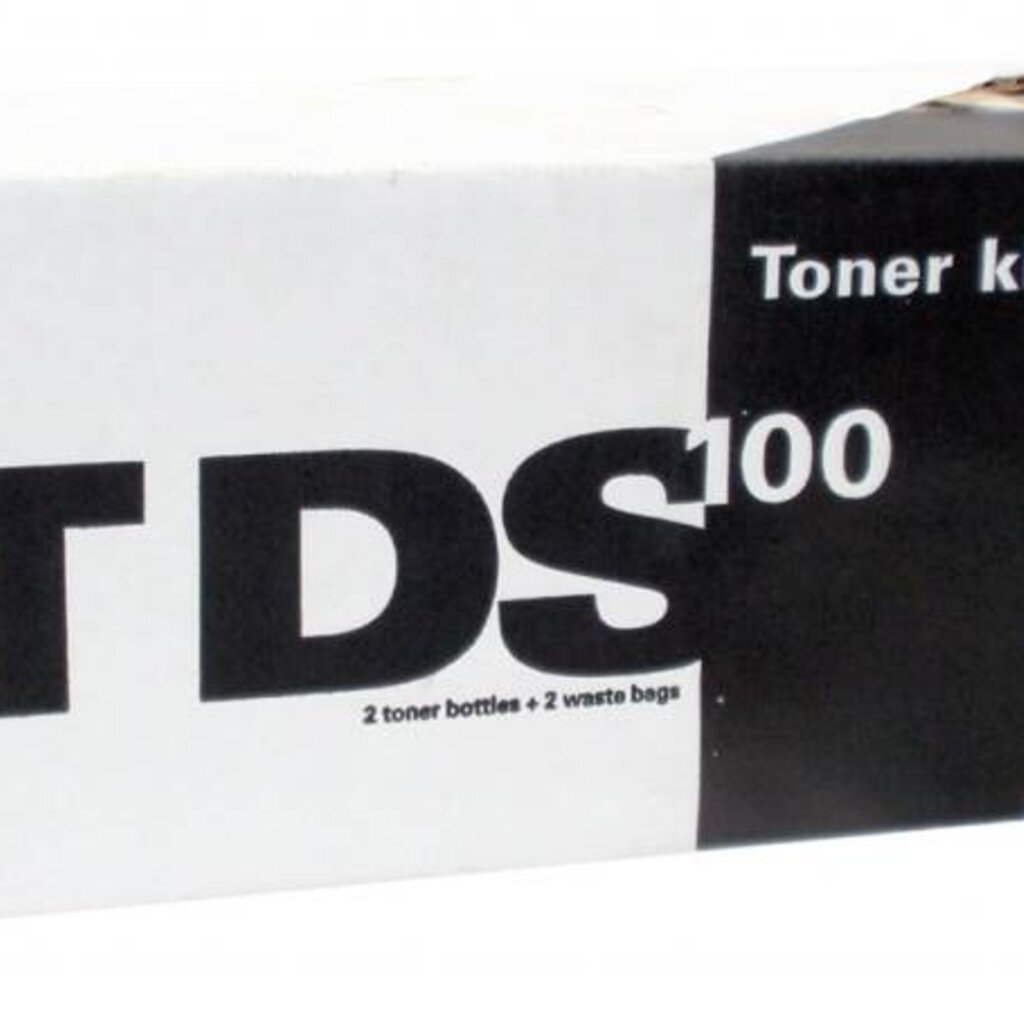 Toner k
TDS100
2 toner bottles + 2 waste bags